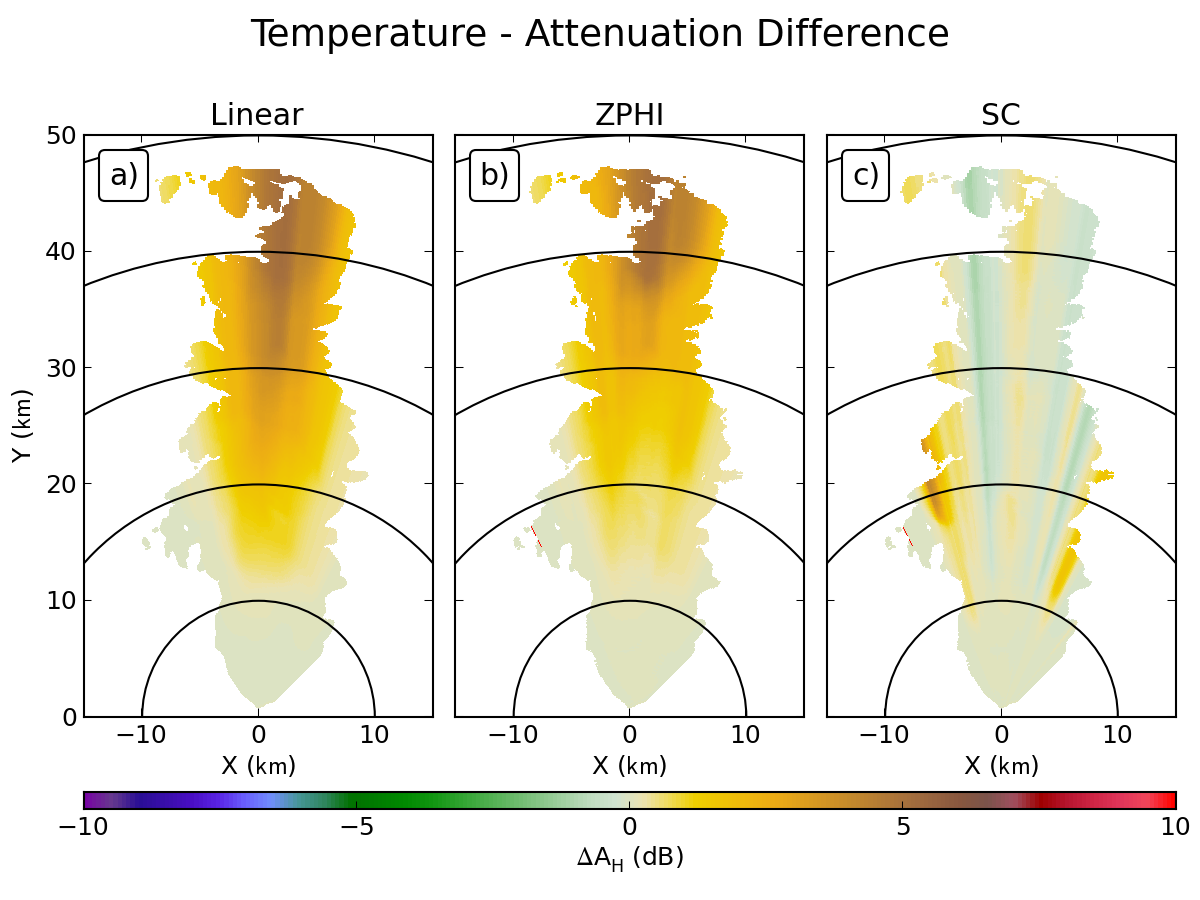 Temperature - Attenuation Difference
Linear
ZPHI
SC
a)
b)
c)
50
40
30
20
10
0
Y (km)
−10 0 10
−10 0 10
−10 0 10
X (km)
X (km)
X (km)
−10 −5 0 5 10
ΔA_H (dB)